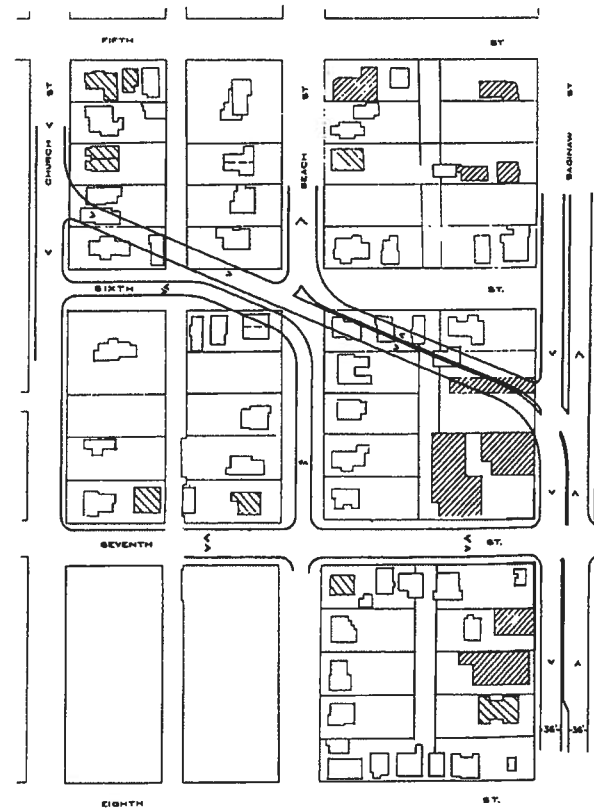 FIFTH ST
CHURCH ST
BEACH ST
SAGINAW ST
SIXTH ST.
SEVENTH ST.
36' 36'
EIGHTH ST.